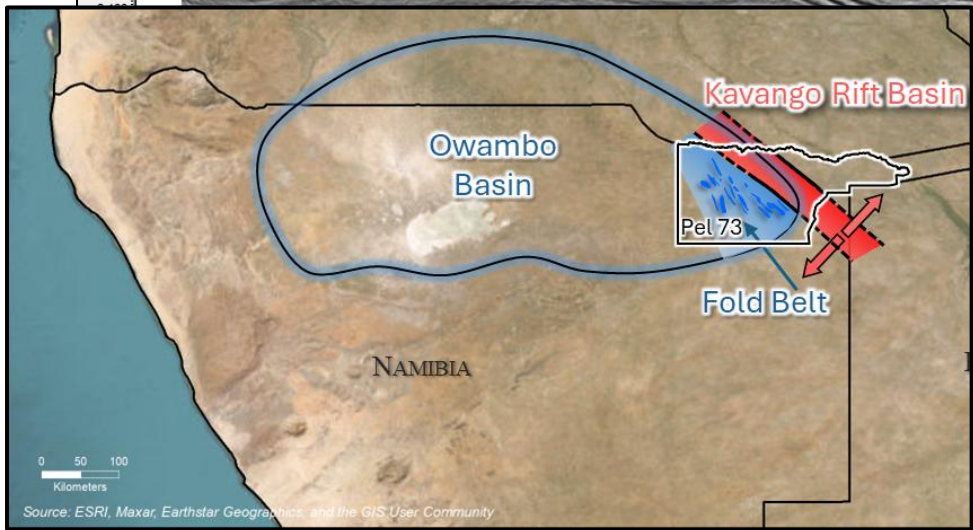 Kavango Rift Basin
Owambo
Basin
Pel 73
Fold Belt
NAMIBIA
0 50 100
Kilometers
Source: ESRI, Maxar, Earthstar Geographics, and the GIS User Community